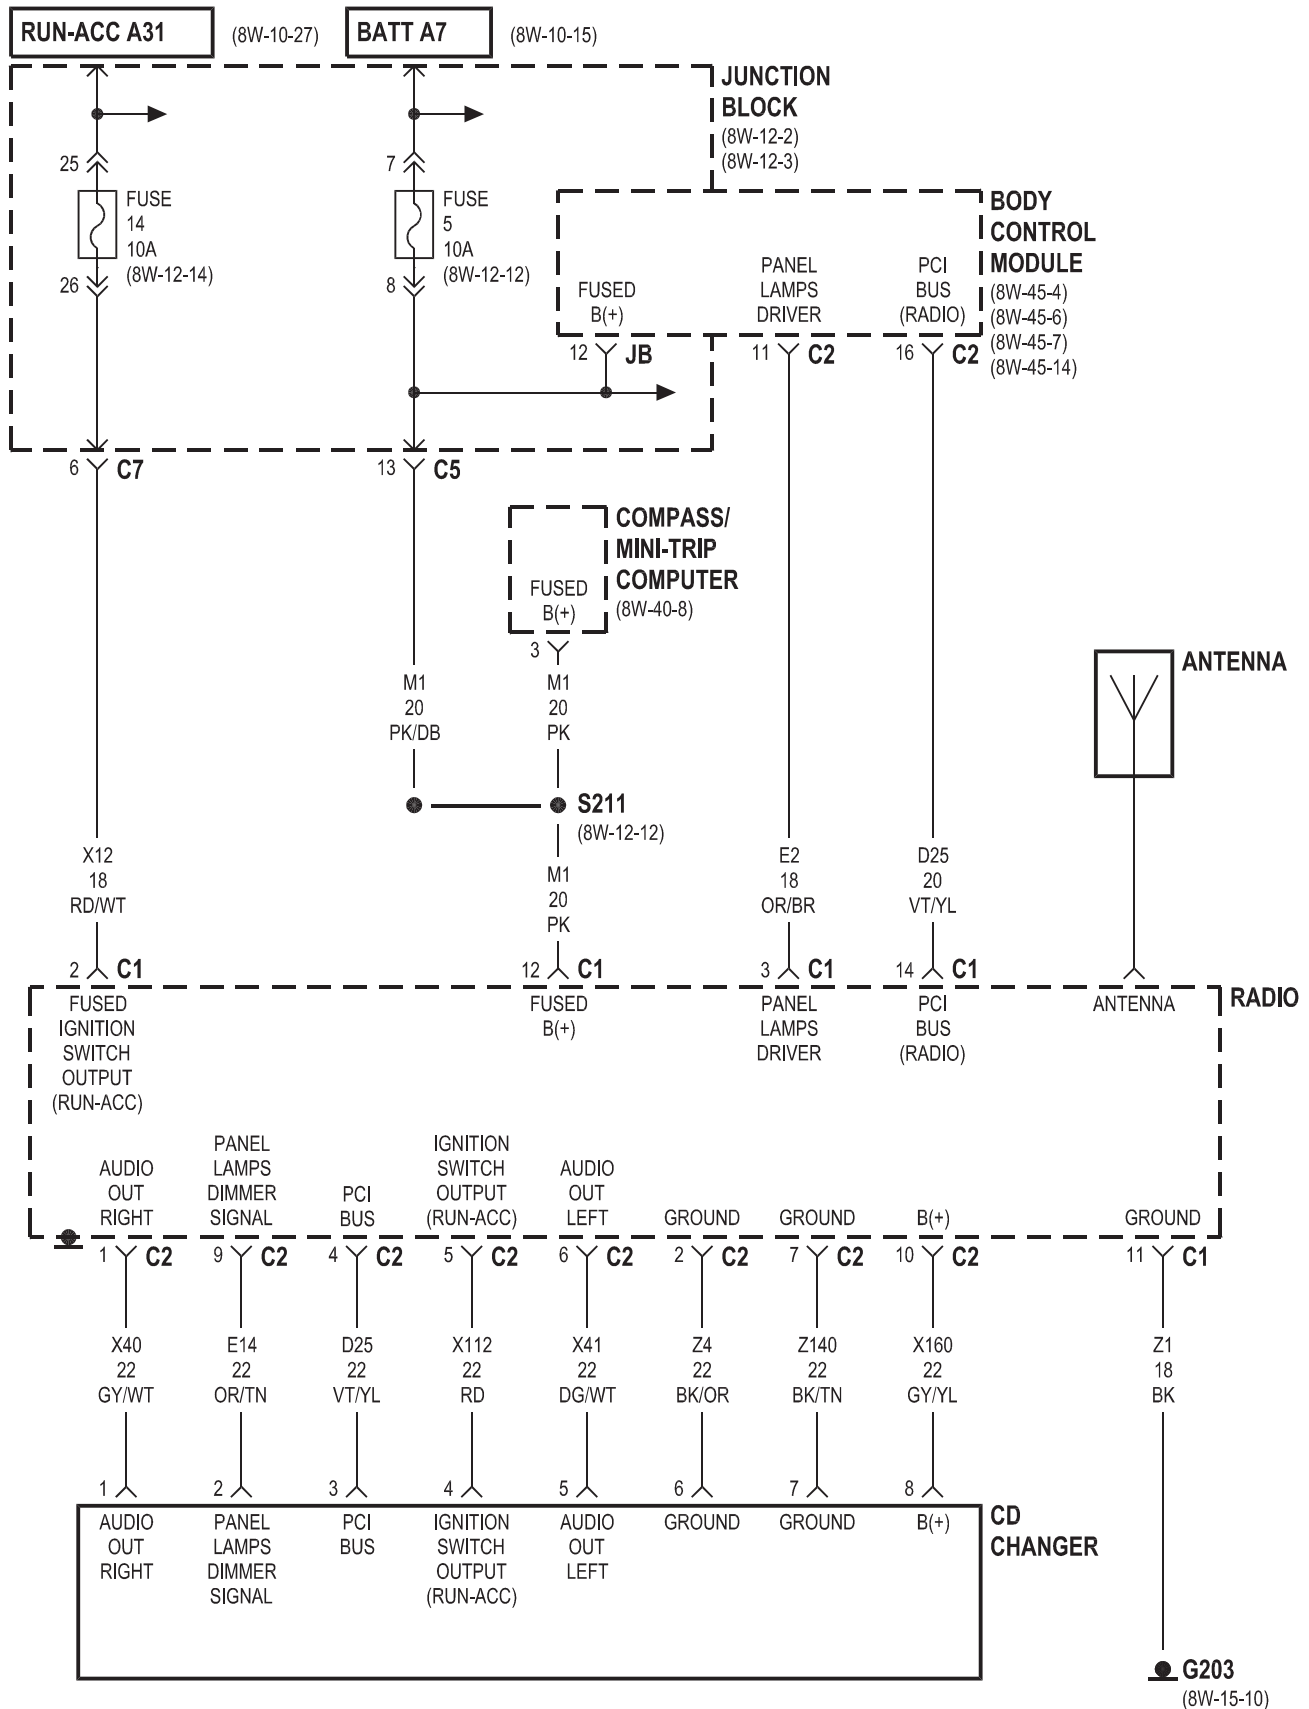 RUN-ACC A31
(8W-10-27)
BATT A7
(8W-10-15)
JUNCTION
BLOCK
(8W-12-2)
(8W-12-3)
25
FUSE
14
10A
(8W-12-14)
26
7
FUSE
5
10A
(8W-12-12)
8
BODY
CONTROL
MODULE
(8W-45-4)
(8W-45-6)
(8W-45-7)
(8W-45-14)
FUSED
B(+)
PANEL
LAMPS
DRIVER
PCI
BUS
(RADIO)
12 JB
11 C2
16 C2
6 C7
13 C5
COMPASS/
MINI-TRIP
COMPUTER
(8W-40-8)
FUSED
B(+)
3
M1
20
PK/DB
M1
20
PK
ANTENNA
S211
(8W-12-12)
X12
18
RD/WT
M1
20
PK
E2
18
OR/BR
D25
20
VT/YL
2 C1
12 C1
3 C1
14 C1
RADIO
FUSED
IGNITION
SWITCH
OUTPUT
(RUN-ACC)
FUSED
B(+)
PANEL
LAMPS
DRIVER
PCI
BUS
(RADIO)
ANTENNA
AUDIO
OUT
RIGHT
PANEL
LAMPS
DIMMER
SIGNAL
PCI
BUS
IGNITION
SWITCH
OUTPUT
(RUN-ACC)
AUDIO
OUT
LEFT
GROUND
GROUND
B(+)
GROUND
1 C2
9 C2
4 C2
5 C2
6 C2
2 C2
7 C2
10 C2
11 C1
X40
22
GY/WT
E14
22
OR/TN
D25
22
VT/YL
X112
22
RD
X41
22
DG/WT
Z4
22
BK/OR
Z140
22
BK/TN
X160
22
GY/YL
Z1
18
BK
1
2
3
4
5
6
7
8
CD
CHANGER
AUDIO
OUT
RIGHT
PANEL
LAMPS
DIMMER
SIGNAL
PCI
BUS
IGNITION
SWITCH
OUTPUT
(RUN-ACC)
AUDIO
OUT
LEFT
GROUND
GROUND
B(+)
G203
(8W-15-10)